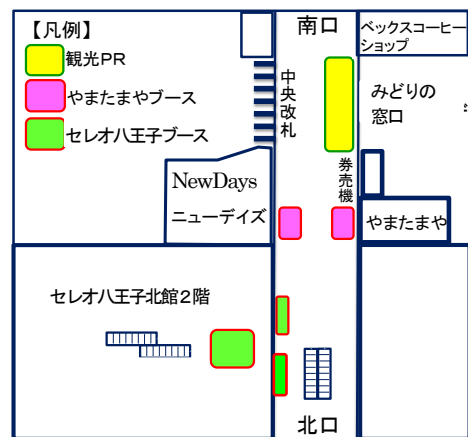 【凡例】
観光PR
やまたまやブース
セレオ八王子ブース
南口
ベックスコーヒー
ショップ
中央改札
みどりの
窓口
券売機
NewDays
ニューデイズ
やまたまや
セレオ八王子北館2階
北口